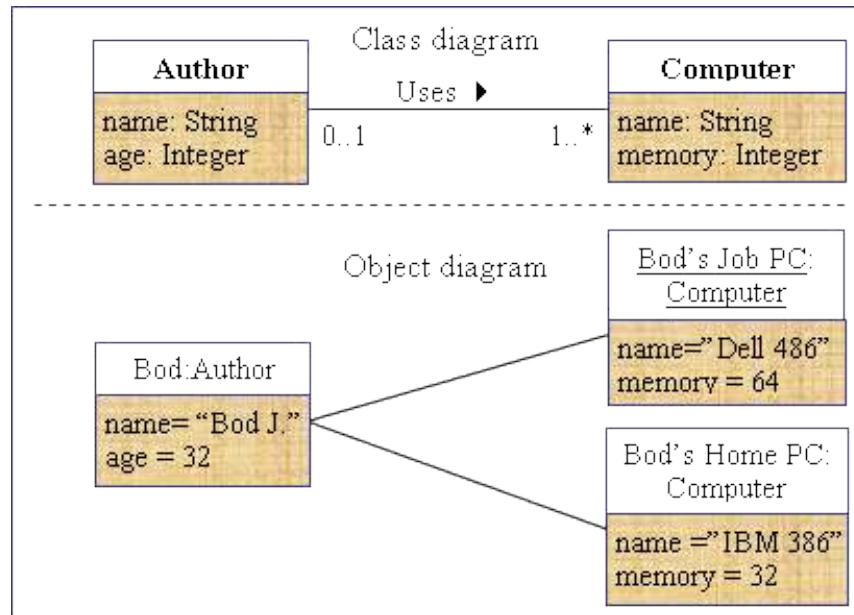 Class diagram
Author
name: String
age: Integer
Uses ▶
0..1
1..*
Computer
name: String
memory: Integer
Object diagram
Bod:Author
name= “Bod J.”
age = 32
Bod’s Job PC:
Computer
name=”Dell 486”
memory = 64
Bod’s Home PC:
Computer
name =”IBM 386”
memory = 32